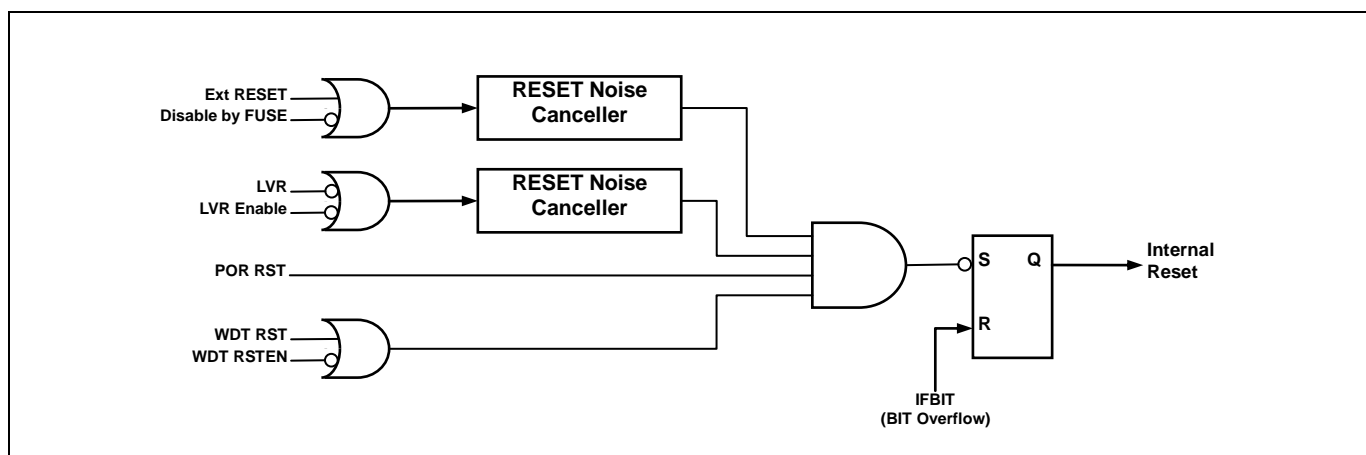 Ext RESET
Disable by FUSE
RESET Noise
Canceller
LVR
LVR Enable
RESET Noise
Canceller
POR RST
WDT RST
WDT RSTEN
S
Q
R
Internal
Reset
IFBIT
(BIT Overflow)